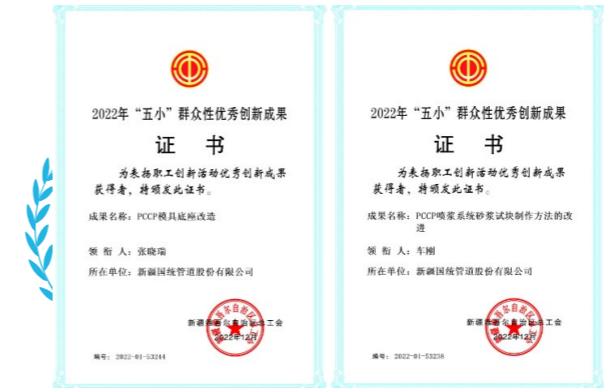 2022年“五小”群众性优秀创新成果
证 书
为表扬职工创新活动优秀创新成果
获得者，特颁发此证书。
成果名称：PCCP模具底座改造
领 衔 人：张晓瑞
所在单位：新疆国统管道股份有限公司
新疆维吾尔自治区总工会
2022年12月
编号： 2022-01-53244
2022年“五小”群众性优秀创新成果
证 书
为表扬职工创新活动优秀创新成果
获得者，特颁发此证书。
成果名称：PCCP喷浆系统砂浆试块制作方法的改
进
领 衔 人：车刚
所在单位：新疆国统管道股份有限公司
新疆维吾尔自治区总工会
2022年12月
编号： 2022-01-53238